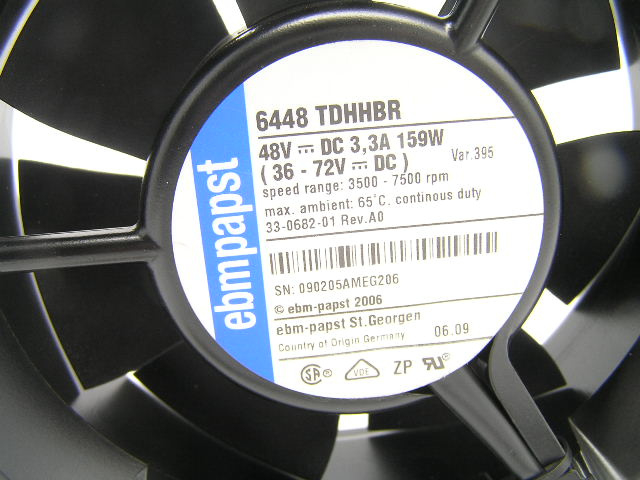 ebmpapst
6448 TDHHBR
48V ⎓ DC 3,3A 159W
( 36 - 72V ⎓ DC )
Var.395
speed range: 3500 - 7500 rpm
max. ambient: 65°C. continous duty
33-0682-01 Rev.A0
SN: 090205AMEG206
© ebm-papst 2006
ebm-papst St.Georgen
06.09
Country of Origin Germany
SA ® VDE ZP RU